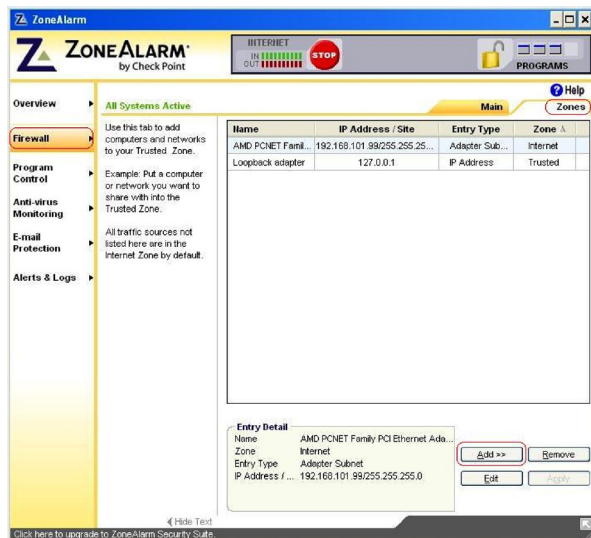 ZoneAlarm
ZONEALARM
by Check Point
INTERNET
IN
OUT
STOP
PROGRAMS
Help
Overview
All Systems Active
Main
Zones
Firewall
Program
Control
Anti-virus
Monitoring
E-mail
Protection
Alerts & Logs
Use this tab to add
computers and networks
to your Trusted Zone.
Example: Put a computer
or network you want to
share with into the
Trusted Zone.
All traffic sources not
listed here are in the
Internet Zone by default.
Name IP Address / Site Entry Type Zone
AMD PCNET Famil... 192.168.101.99/255.255.25... Adapter Sub... Internet
Loopback adapter 127.0.0.1 IP Address Trusted
Entry Detail
Name AMD PCNET Family PCI Ethernet Ada...
Zone Internet
Entry Type Adapter Subnet
IP Address / ... 192.168.101.99/255.255.255.0
Add >>
Remove
Edit
Apply
Hide Text
Click here to upgrade to ZoneAlarm Security Suite.